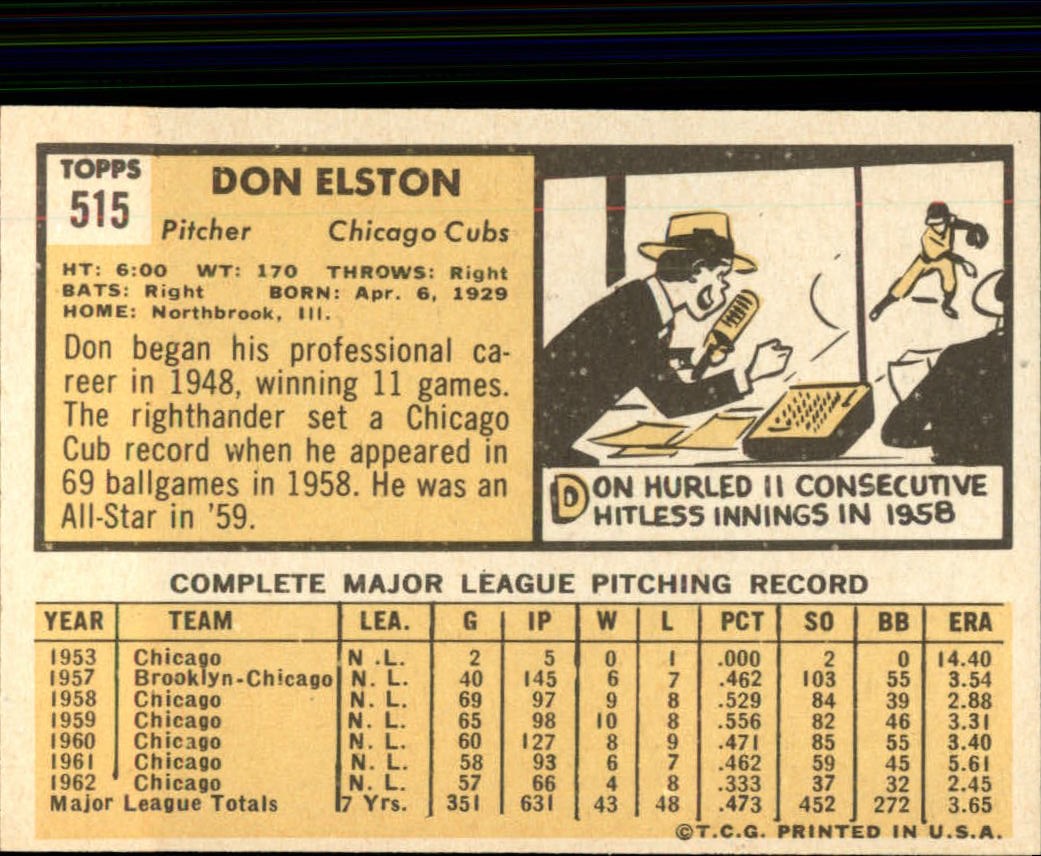 TOPPS
515
DON ELSTON
Pitcher Chicago Cubs
HT: 6:00 WT: 170 THROWS: Right
BATS: Right BORN: Apr. 6, 1929
HOME: Northbrook, Ill.
Don began his professional ca-
reer in 1948, winning 11 games.
The righthander set a Chicago
Cub record when he appeared in
69 ballgames in 1958. He was an
All-Star in '59.
DON HURLED 11 CONSECUTIVE
HITLESS INNINGS IN 1958
COMPLETE MAJOR LEAGUE PITCHING RECORD
YEAR TEAM LEA. G IP W L PCT SO BB ERA
1953 Chicago N .L. 2 5 0 1 .000 2 0 14.40
1957 Brooklyn-Chicago N. L. 40 145 6 7 .462 103 55 3.54
1958 Chicago N. L. 69 97 9 8 .529 84 39 2.88
1959 Chicago N. L. 65 98 10 8 .556 82 46 3.31
1960 Chicago N. L. 60 127 8 9 .471 85 55 3.40
1961 Chicago N. L. 58 93 6 7 .462 59 45 5.61
1962 Chicago N. L. 57 66 4 8 .333 37 32 2.45
Major League Totals 7 Yrs. 351 631 43 48 .473 452 272 3.65
©T.C.G. PRINTED IN U.S.A.